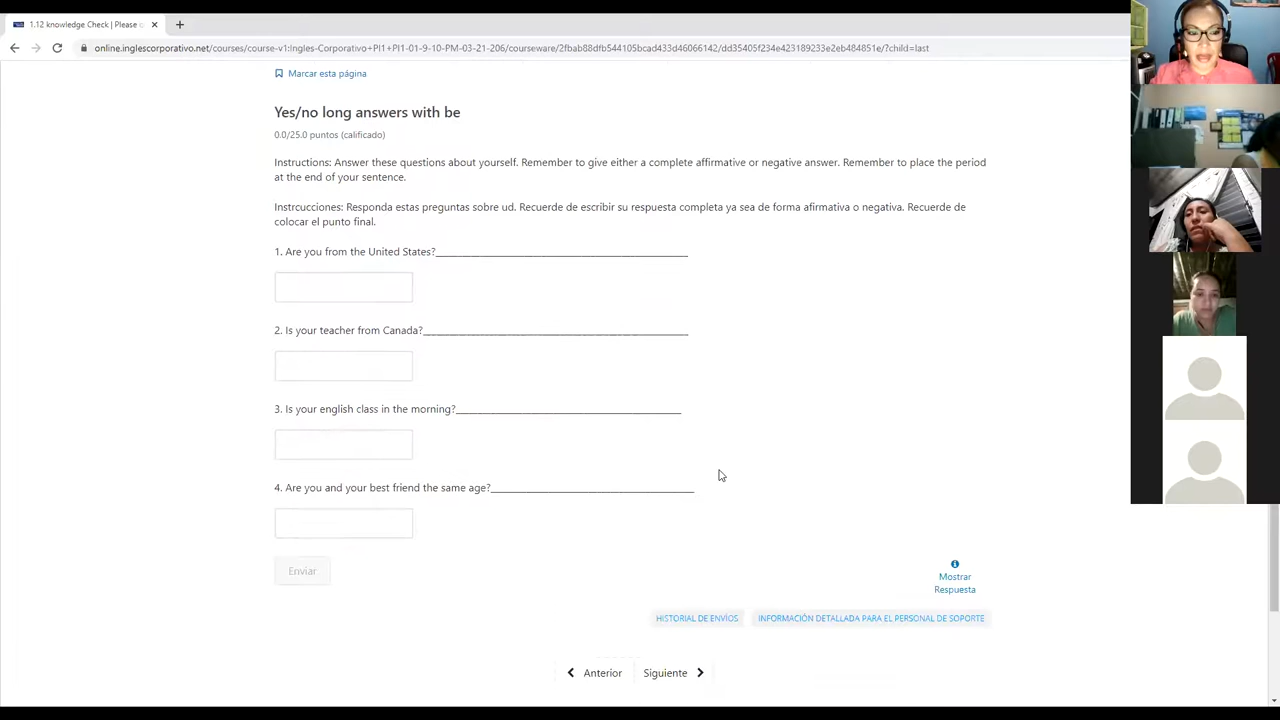 1.12 knowledge Check | Please c
online.inglescorporativo.net/courses/course-v1:Ingles-Corporativo+PI1+PI1-01-9-10-PM-03-21-206/courseware/2fbab88dfb544105bcad433d46066142/dd35405f234e423189233e2eb484851e/?child=last
Marcar esta página
Yes/no long answers with be
0.0/25.0 puntos (calificado)
Instructions: Answer these questions about yourself. Remember to give either a complete affirmative or negative answer. Remember to place the period
at the end of your sentence.
Instrucciones: Responda estas preguntas sobre ud. Recuerde de escribir su respuesta completa ya sea de forma afirmativa o negativa. Recuerde de
colocar el punto final.
1. Are you from the United States?
2. Is your teacher from Canada?
3. Is your english class in the morning?
4. Are you and your best friend the same age?
Enviar
Mostrar
Respuesta
HISTORIAL DE ENVÍOS
INFORMACIÓN DETALLADA PARA EL PERSONAL DE SOPORTE
Anterior
Siguiente